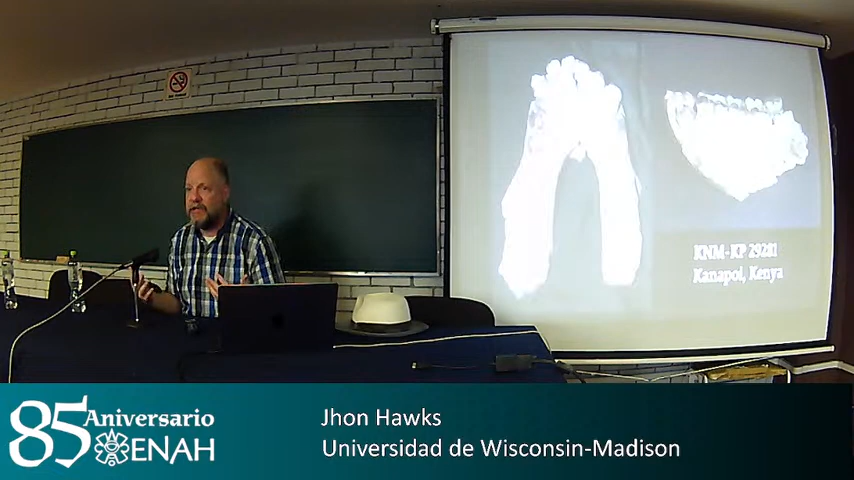 KNM-KP 29281
Kanapoi, Kenya
85 Aniversario
ENAH
Jhon Hawks
Universidad de Wisconsin-Madison